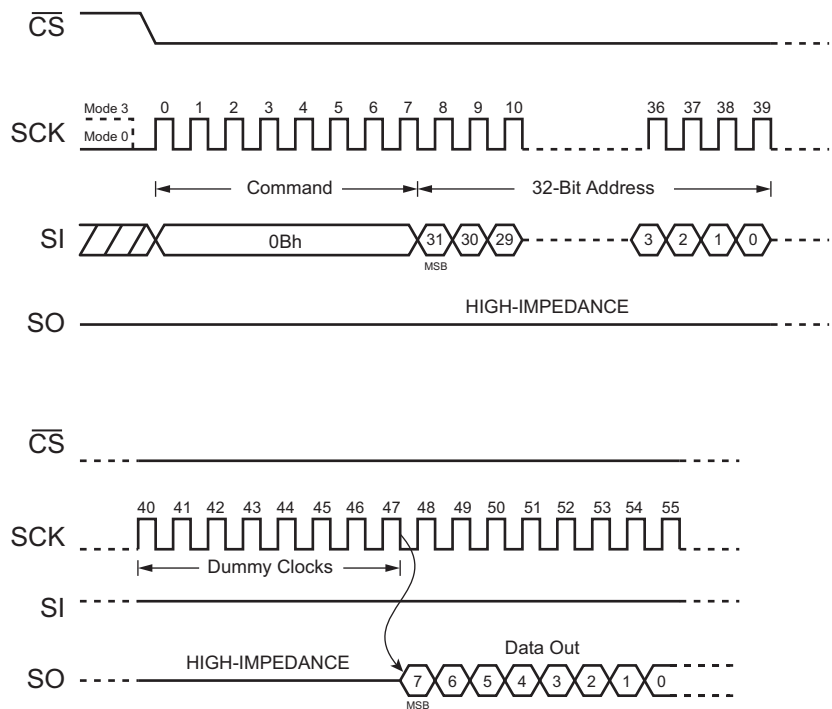 CS
Mode 3
0 1 2 3 4 5 6 7 8 9 10 36 37 38 39
SCK
Mode 0
Command
32-Bit Address
SI
0Bh
31 30 29 3 2 1 0
MSB
HIGH-IMPEDANCE
SO
CS
40 41 42 43 44 45 46 47 48 49 50 51 52 53 54 55
SCK
Dummy Clocks
SI
Data Out
HIGH-IMPEDANCE
SO
7 6 5 4 3 2 1 0
MSB